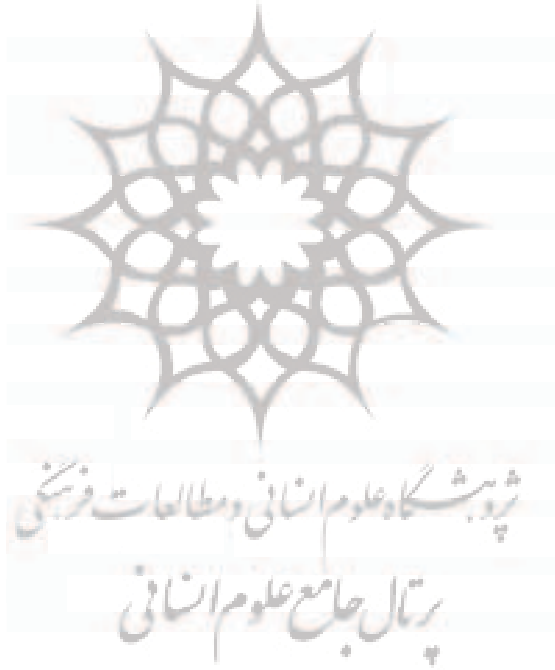 پژوهشگاه علوم انسانی و مطالعات فرهنگی
پرتال جامع علوم انسانی